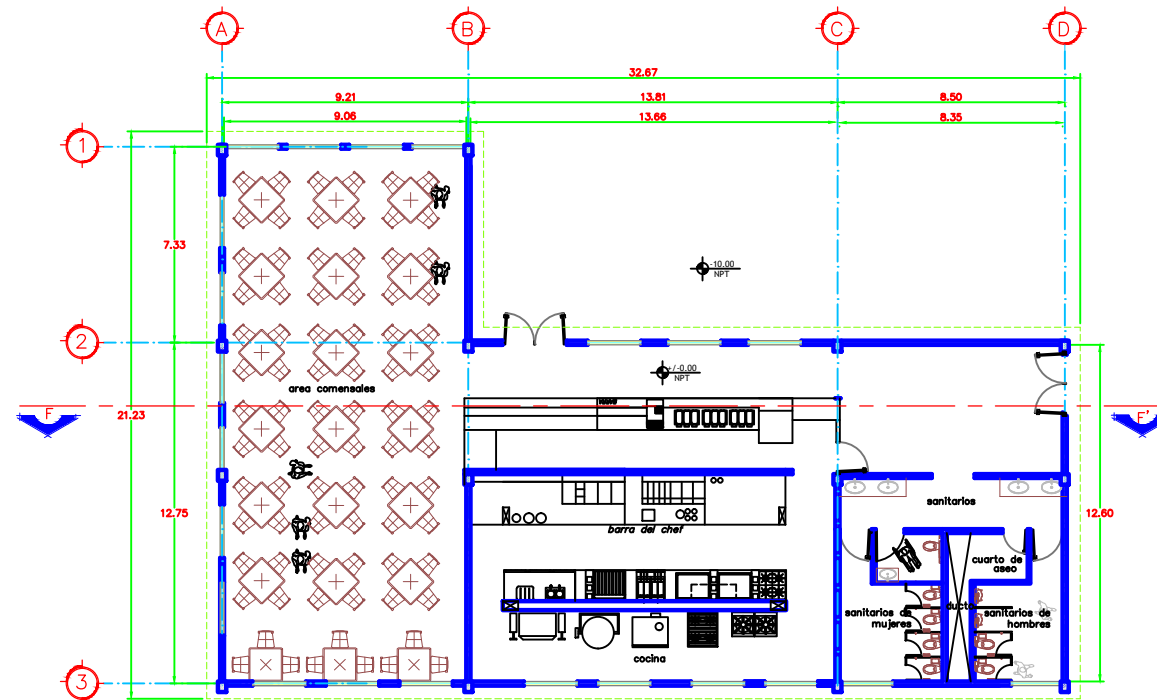 A
B
C
D
32.67
9.21
13.81
8.50
9.06
13.66
8.35
1
7.33
-10.00
NPT
2
+/-0.00
NPT
area comensales
F
21.23
F'
12.75
sanitarios
12.60
barra del chef
cuarto de
aseo
ducto
sanitarios de
mujeres
sanitarios de
hombres
cocina
3